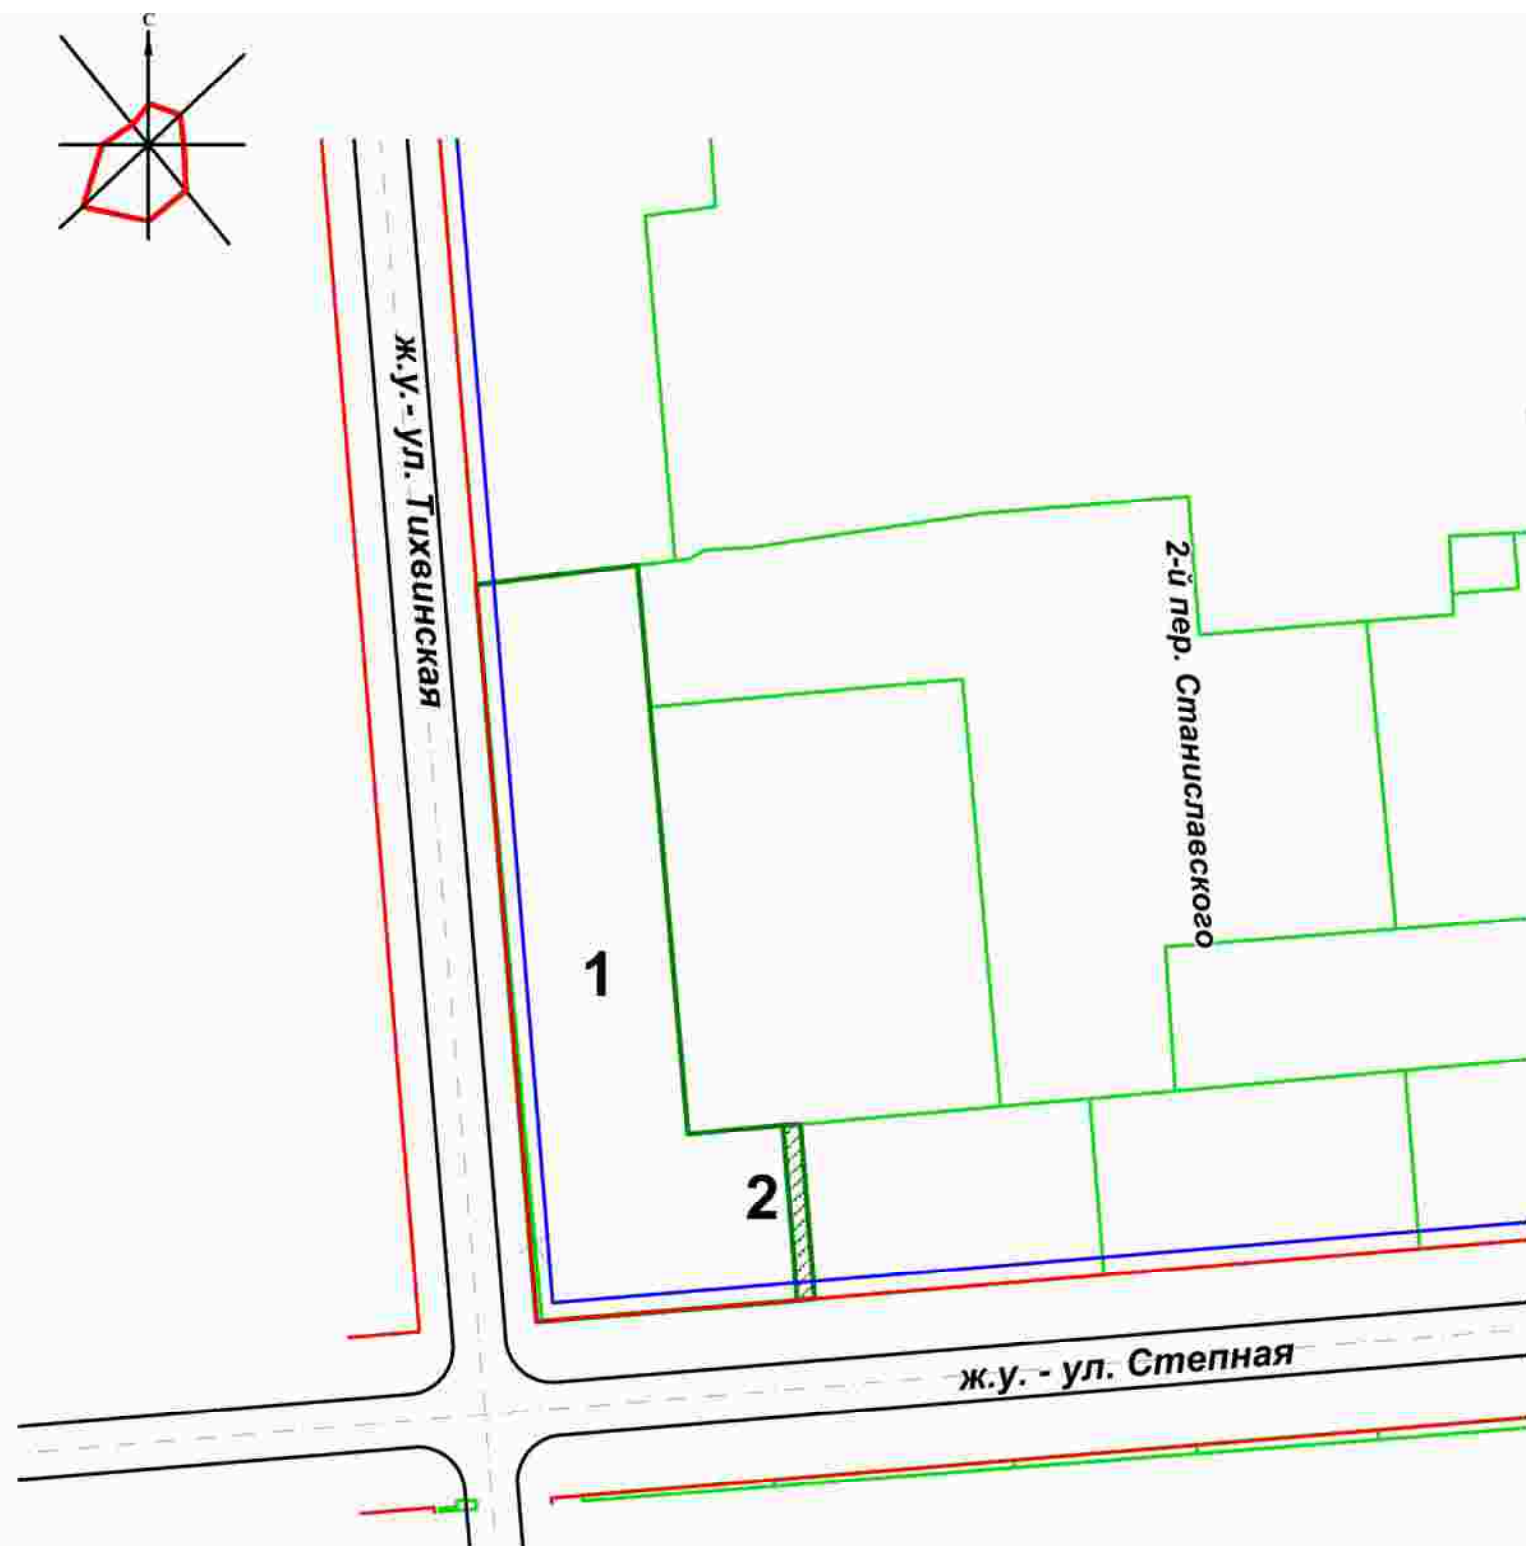 С
ж.у.- ул. Тихвинская
2-й пер. Станиславского
1
2
ж.у. - ул. Степная